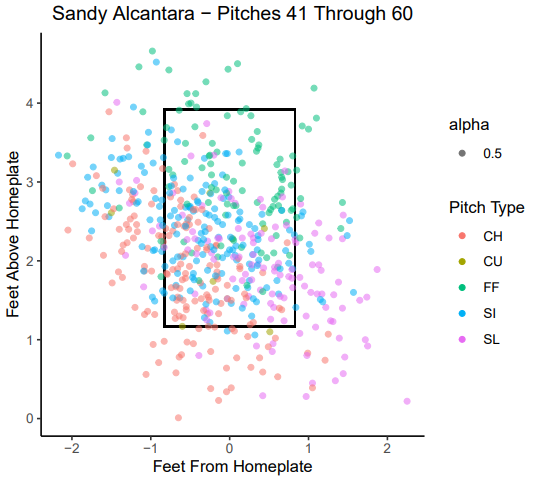 Sandy Alcantara − Pitches 41 Through 60
Feet Above Homeplate
4
3
2
1
0
−2 −1 0 1 2
Feet From Homeplate
alpha
0.5
Pitch Type
CH
CU
FF
SI
SL